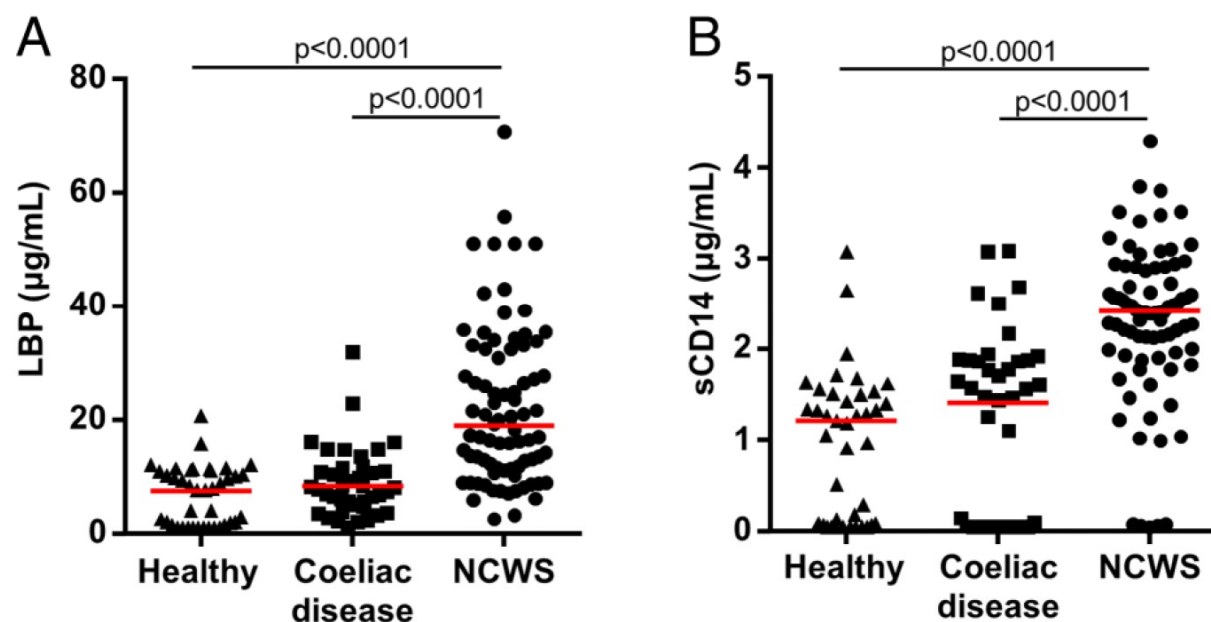 A
p<0.0001
p<0.0001
80
60
40
20
0
LBP (µg/mL)
Healthy
Coeliac
disease
NCWS
B
p<0.0001
p<0.0001
5
4
3
2
1
0
sCD14 (µg/mL)
Healthy
Coeliac
disease
NCWS